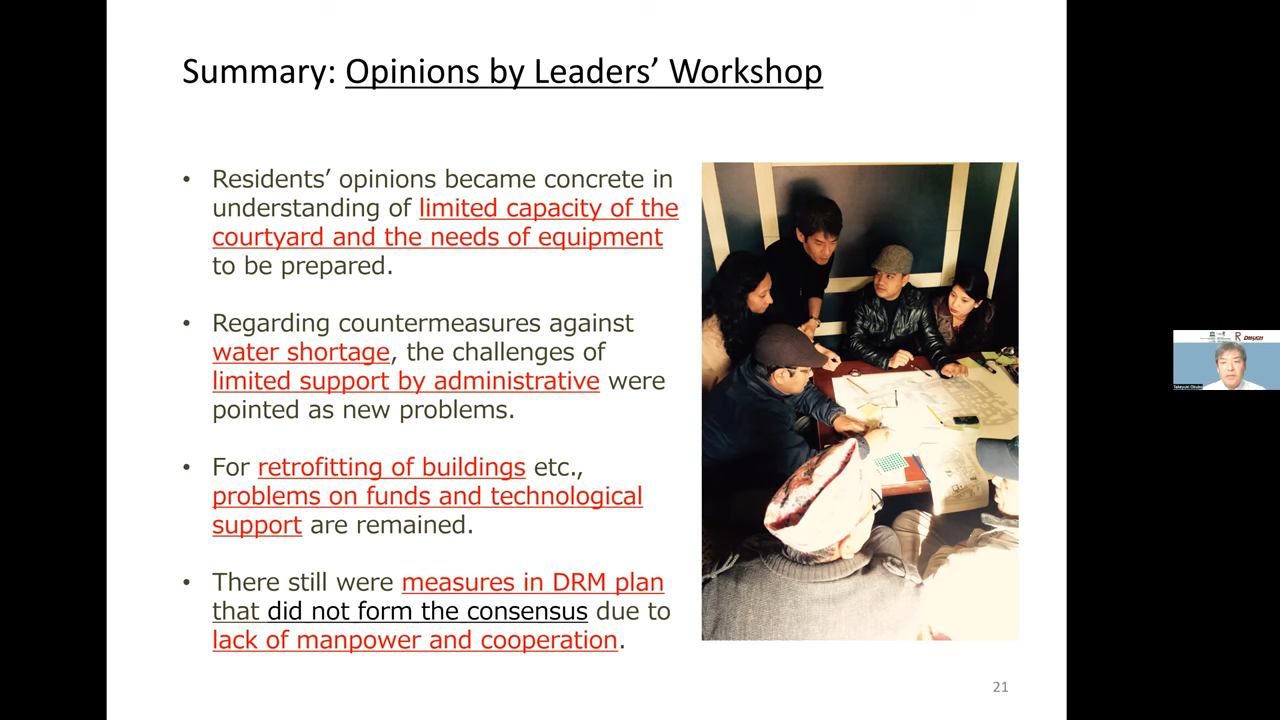 Summary: Opinions by Leaders’ Workshop
• Residents’ opinions became concrete in
understanding of limited capacity of the
courtyard and the needs of equipment
to be prepared.
• Regarding countermeasures against
water shortage, the challenges of
limited support by administrative were
pointed as new problems.
• For retrofitting of buildings etc.,
problems on funds and technological
support are remained.
• There still were measures in DRM plan
that did not form the consensus due to
lack of manpower and cooperation.
21
R DMUCH
Takeyuki Okubo